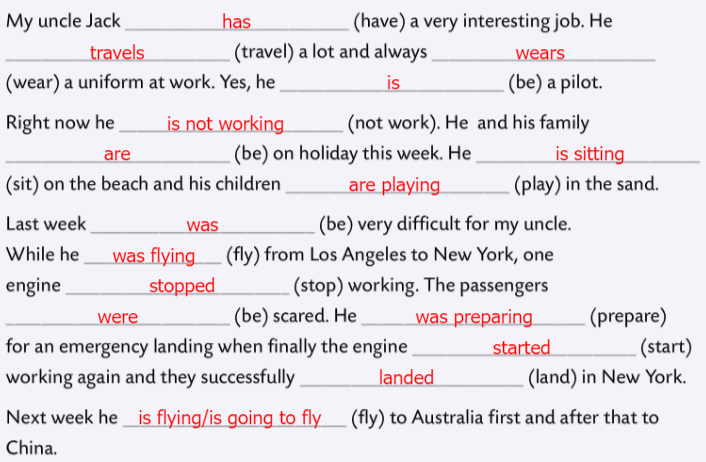 My uncle Jack has (have) a very interesting job. He
travels (travel) a lot and always wears
(wear) a uniform at work. Yes, he is (be) a pilot.
Right now he is not working (not work). He and his family
are (be) on holiday this week. He is sitting
(sit) on the beach and his children are playing (play) in the sand.
Last week was (be) very difficult for my uncle.
While he was flying (fly) from Los Angeles to New York, one
engine stopped (stop) working. The passengers
were (be) scared. He was preparing (prepare)
for an emergency landing when finally the engine started (start)
working again and they successfully landed (land) in New York.
Next week he is flying/is going to fly (fly) to Australia first and after that to
China.